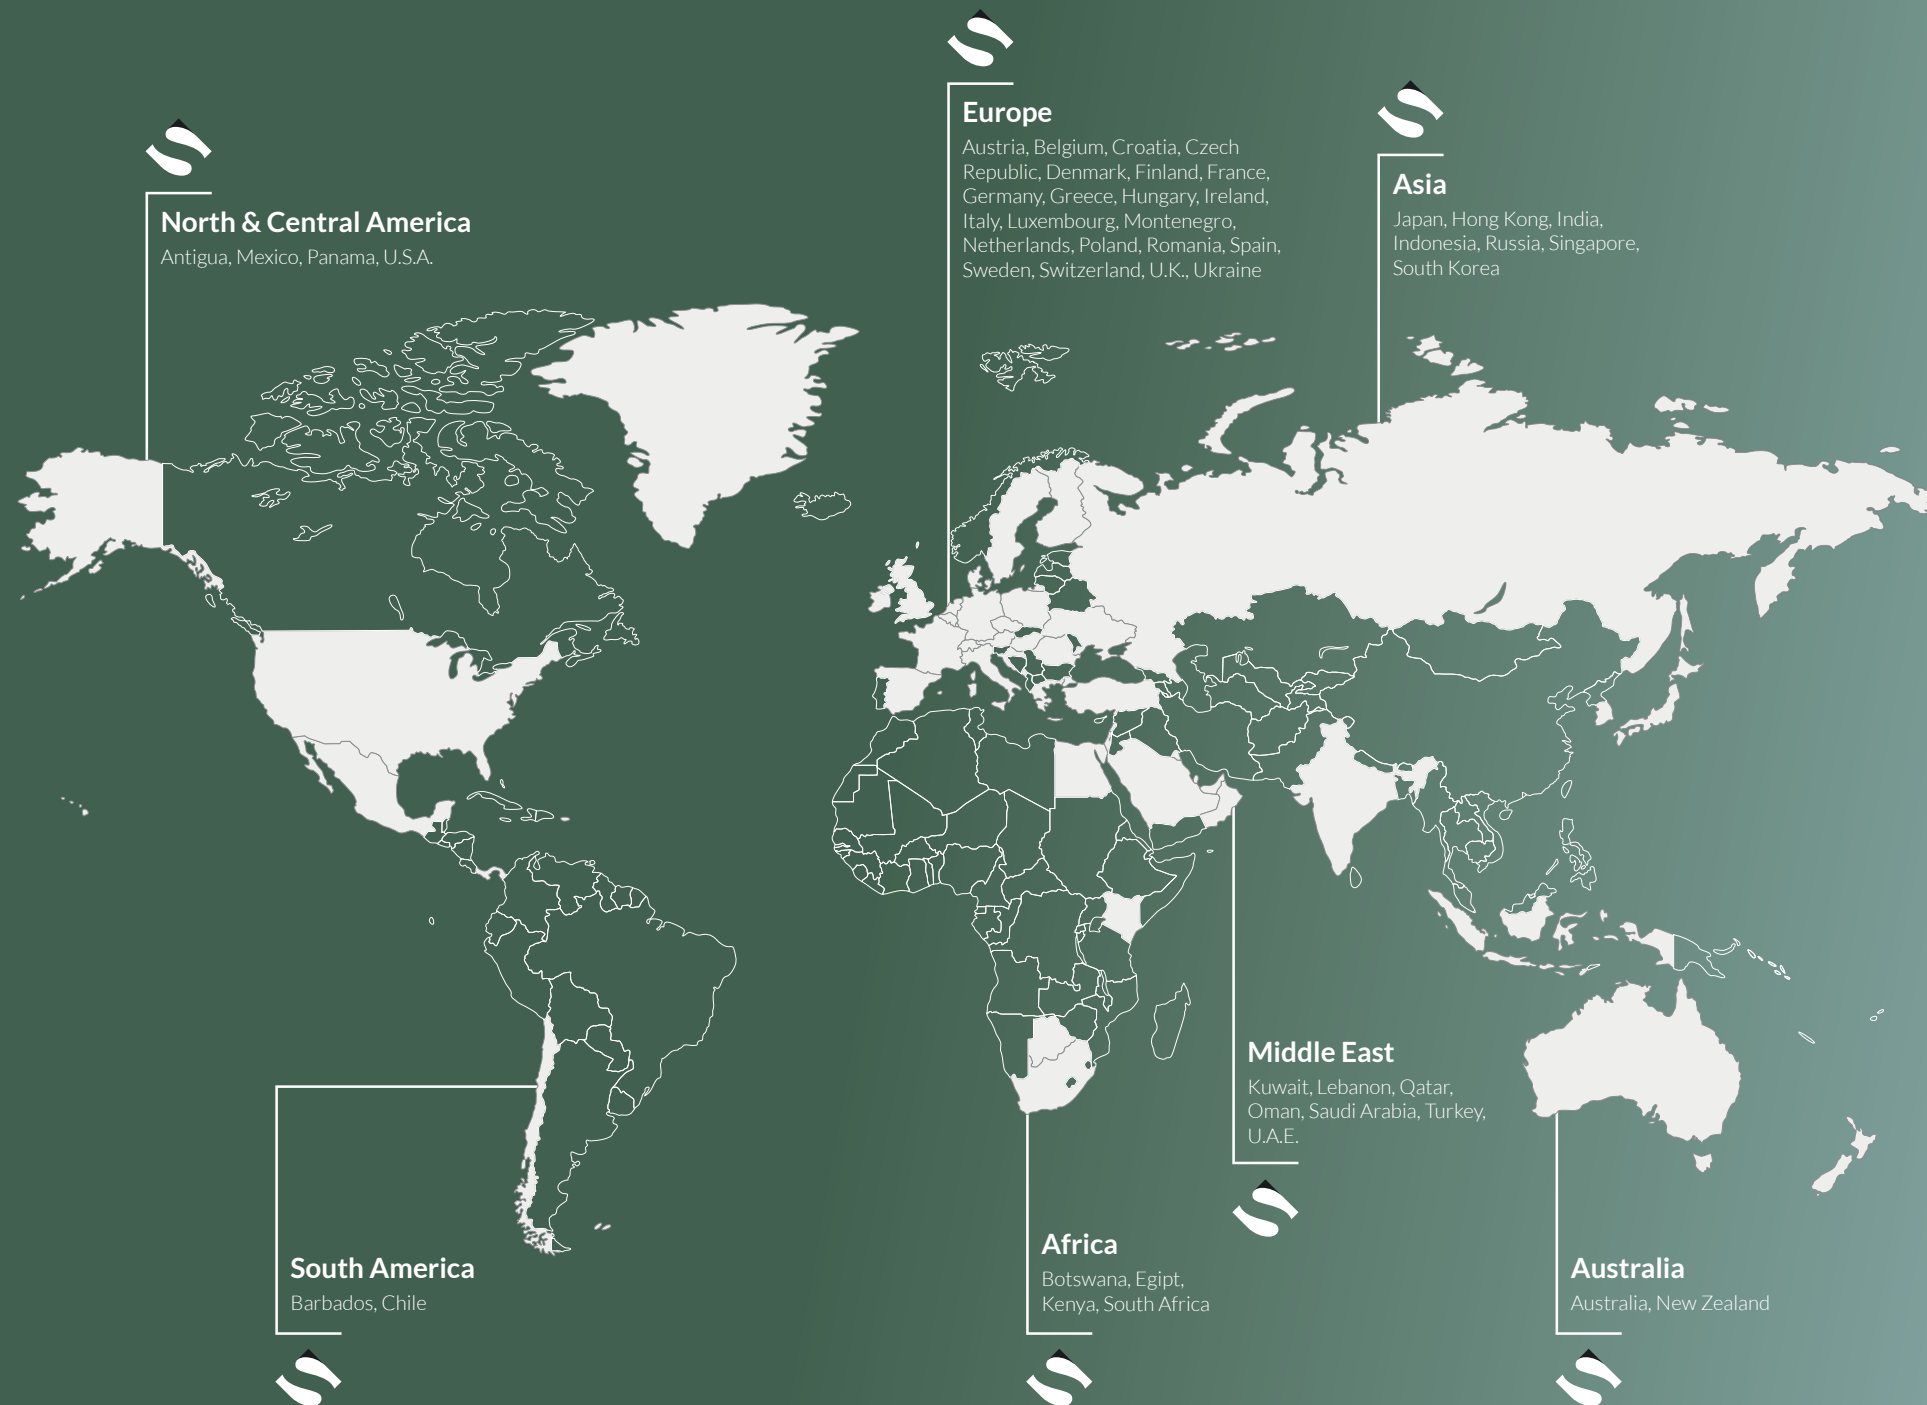 Europe
Austria, Belgium, Croatia, Czech
Republic, Denmark, Finland, France,
Germany, Greece, Hungary, Ireland,
Italy, Luxembourg, Montenegro,
Netherlands, Poland, Romania, Spain,
Sweden, Switzerland, U.K., Ukraine
Asia
Japan, Hong Kong, India,
Indonesia, Russia, Singapore,
South Korea
North & Central America
Antigua, Mexico, Panama, U.S.A.
Middle East
Kuwait, Lebanon, Qatar,
Oman, Saudi Arabia, Turkey,
U.A.E.
South America
Barbados, Chile
Africa
Botswana, Egipt,
Kenya, South Africa
Australia
Australia, New Zealand